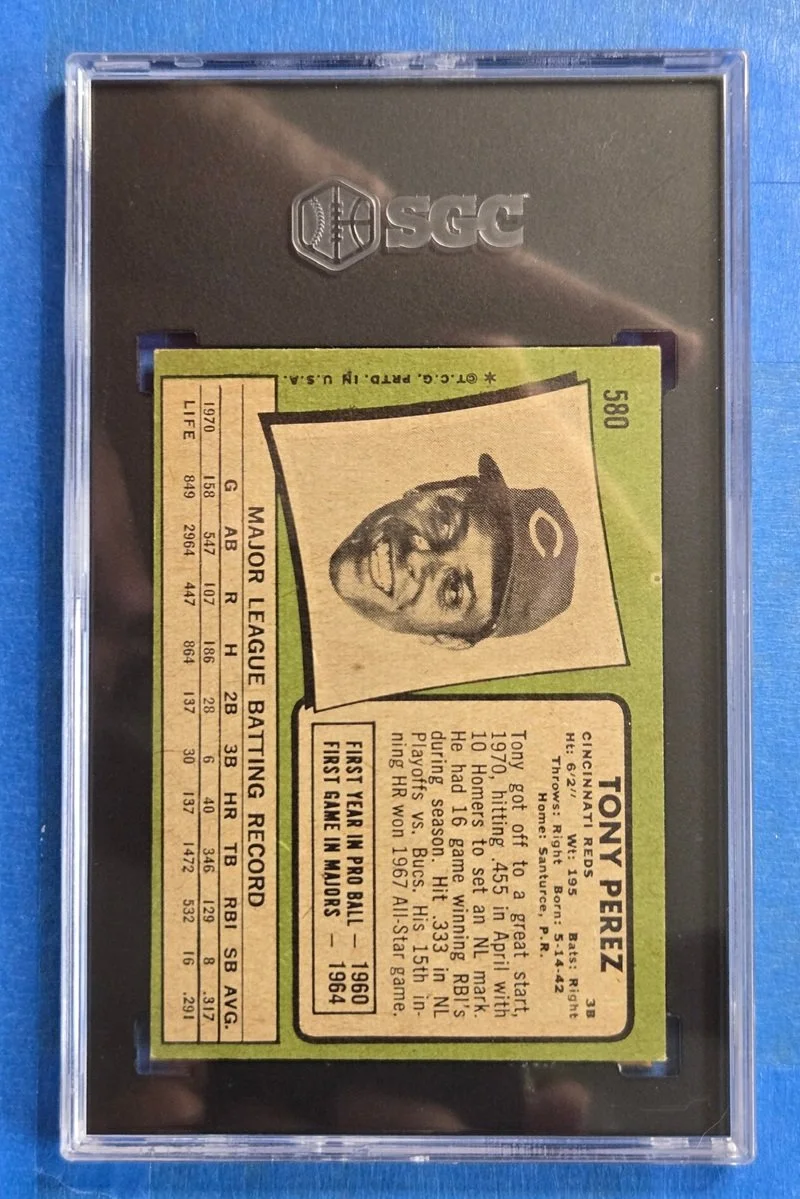 SGC
580
*©T.C.G. PRTD. IN U.S.A.
TONY PEREZ
3B
CINCINNATI REDS
Ht: 6'2" Wt: 195 Bats: Right
Throws: Right Born: 5-14-42
Home: Santurce, P.R.
Tony got off to a great start,
1970, hitting .455 in April with
10 Homers to set an NL mark.
He had 16 game winning RBI's
during season. Hit .333 in NL
Playoffs vs. Bucs. His 15th in-
ning HR won 1967 All-Star game.
FIRST YEAR IN PRO BALL — 1960
FIRST GAME IN MAJORS — 1964
C
MAJOR LEAGUE BATTING RECORD
G AB R H 2B 3B HR TB RBI SB AVG.
1970 158 547 107 186 28 6 40 346 129 8 .317
LIFE 849 2964 447 864 137 30 137 1472 532 16 .291